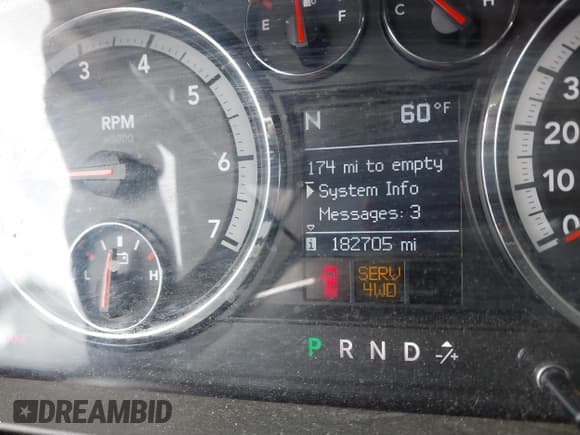 E F
C H
3 4 5 6 7
RPM
L H
N 60°F
174 mi to empty
System Info
Messages: 3
182705 mi
SERV
4WD
P R N D -/+
20
10
0
DREAMBID